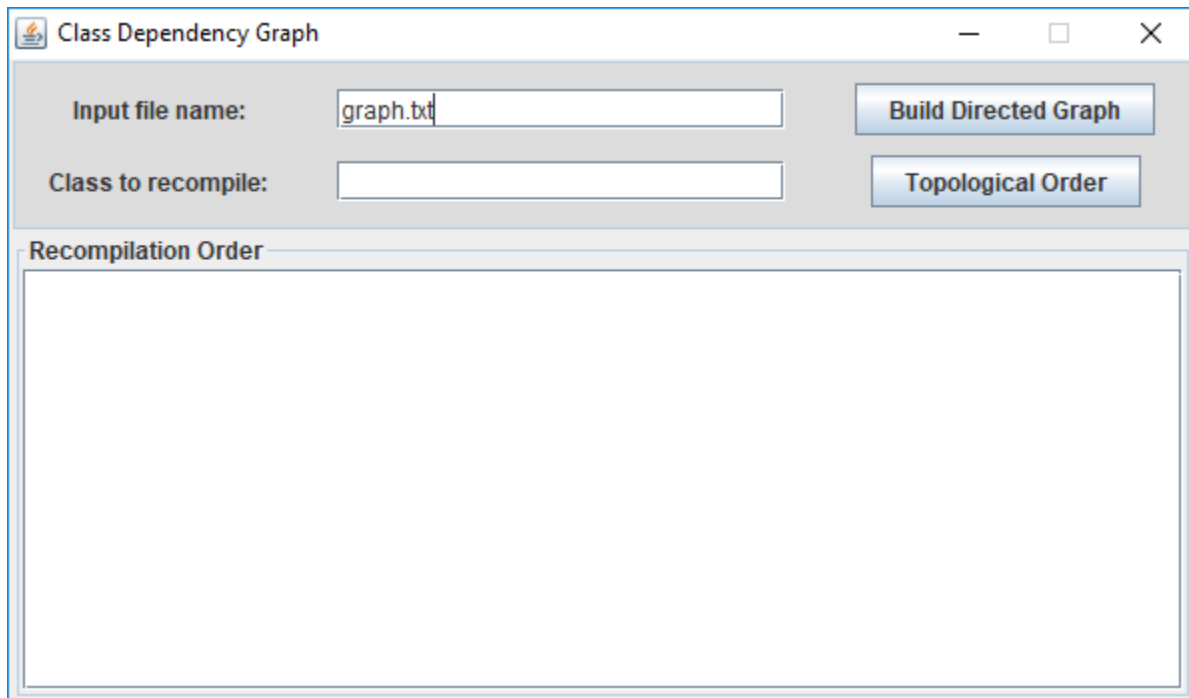 Class Dependency Graph
Input file name: graph.txt Build Directed Graph
Class to recompile: Topological Order
Recompilation Order